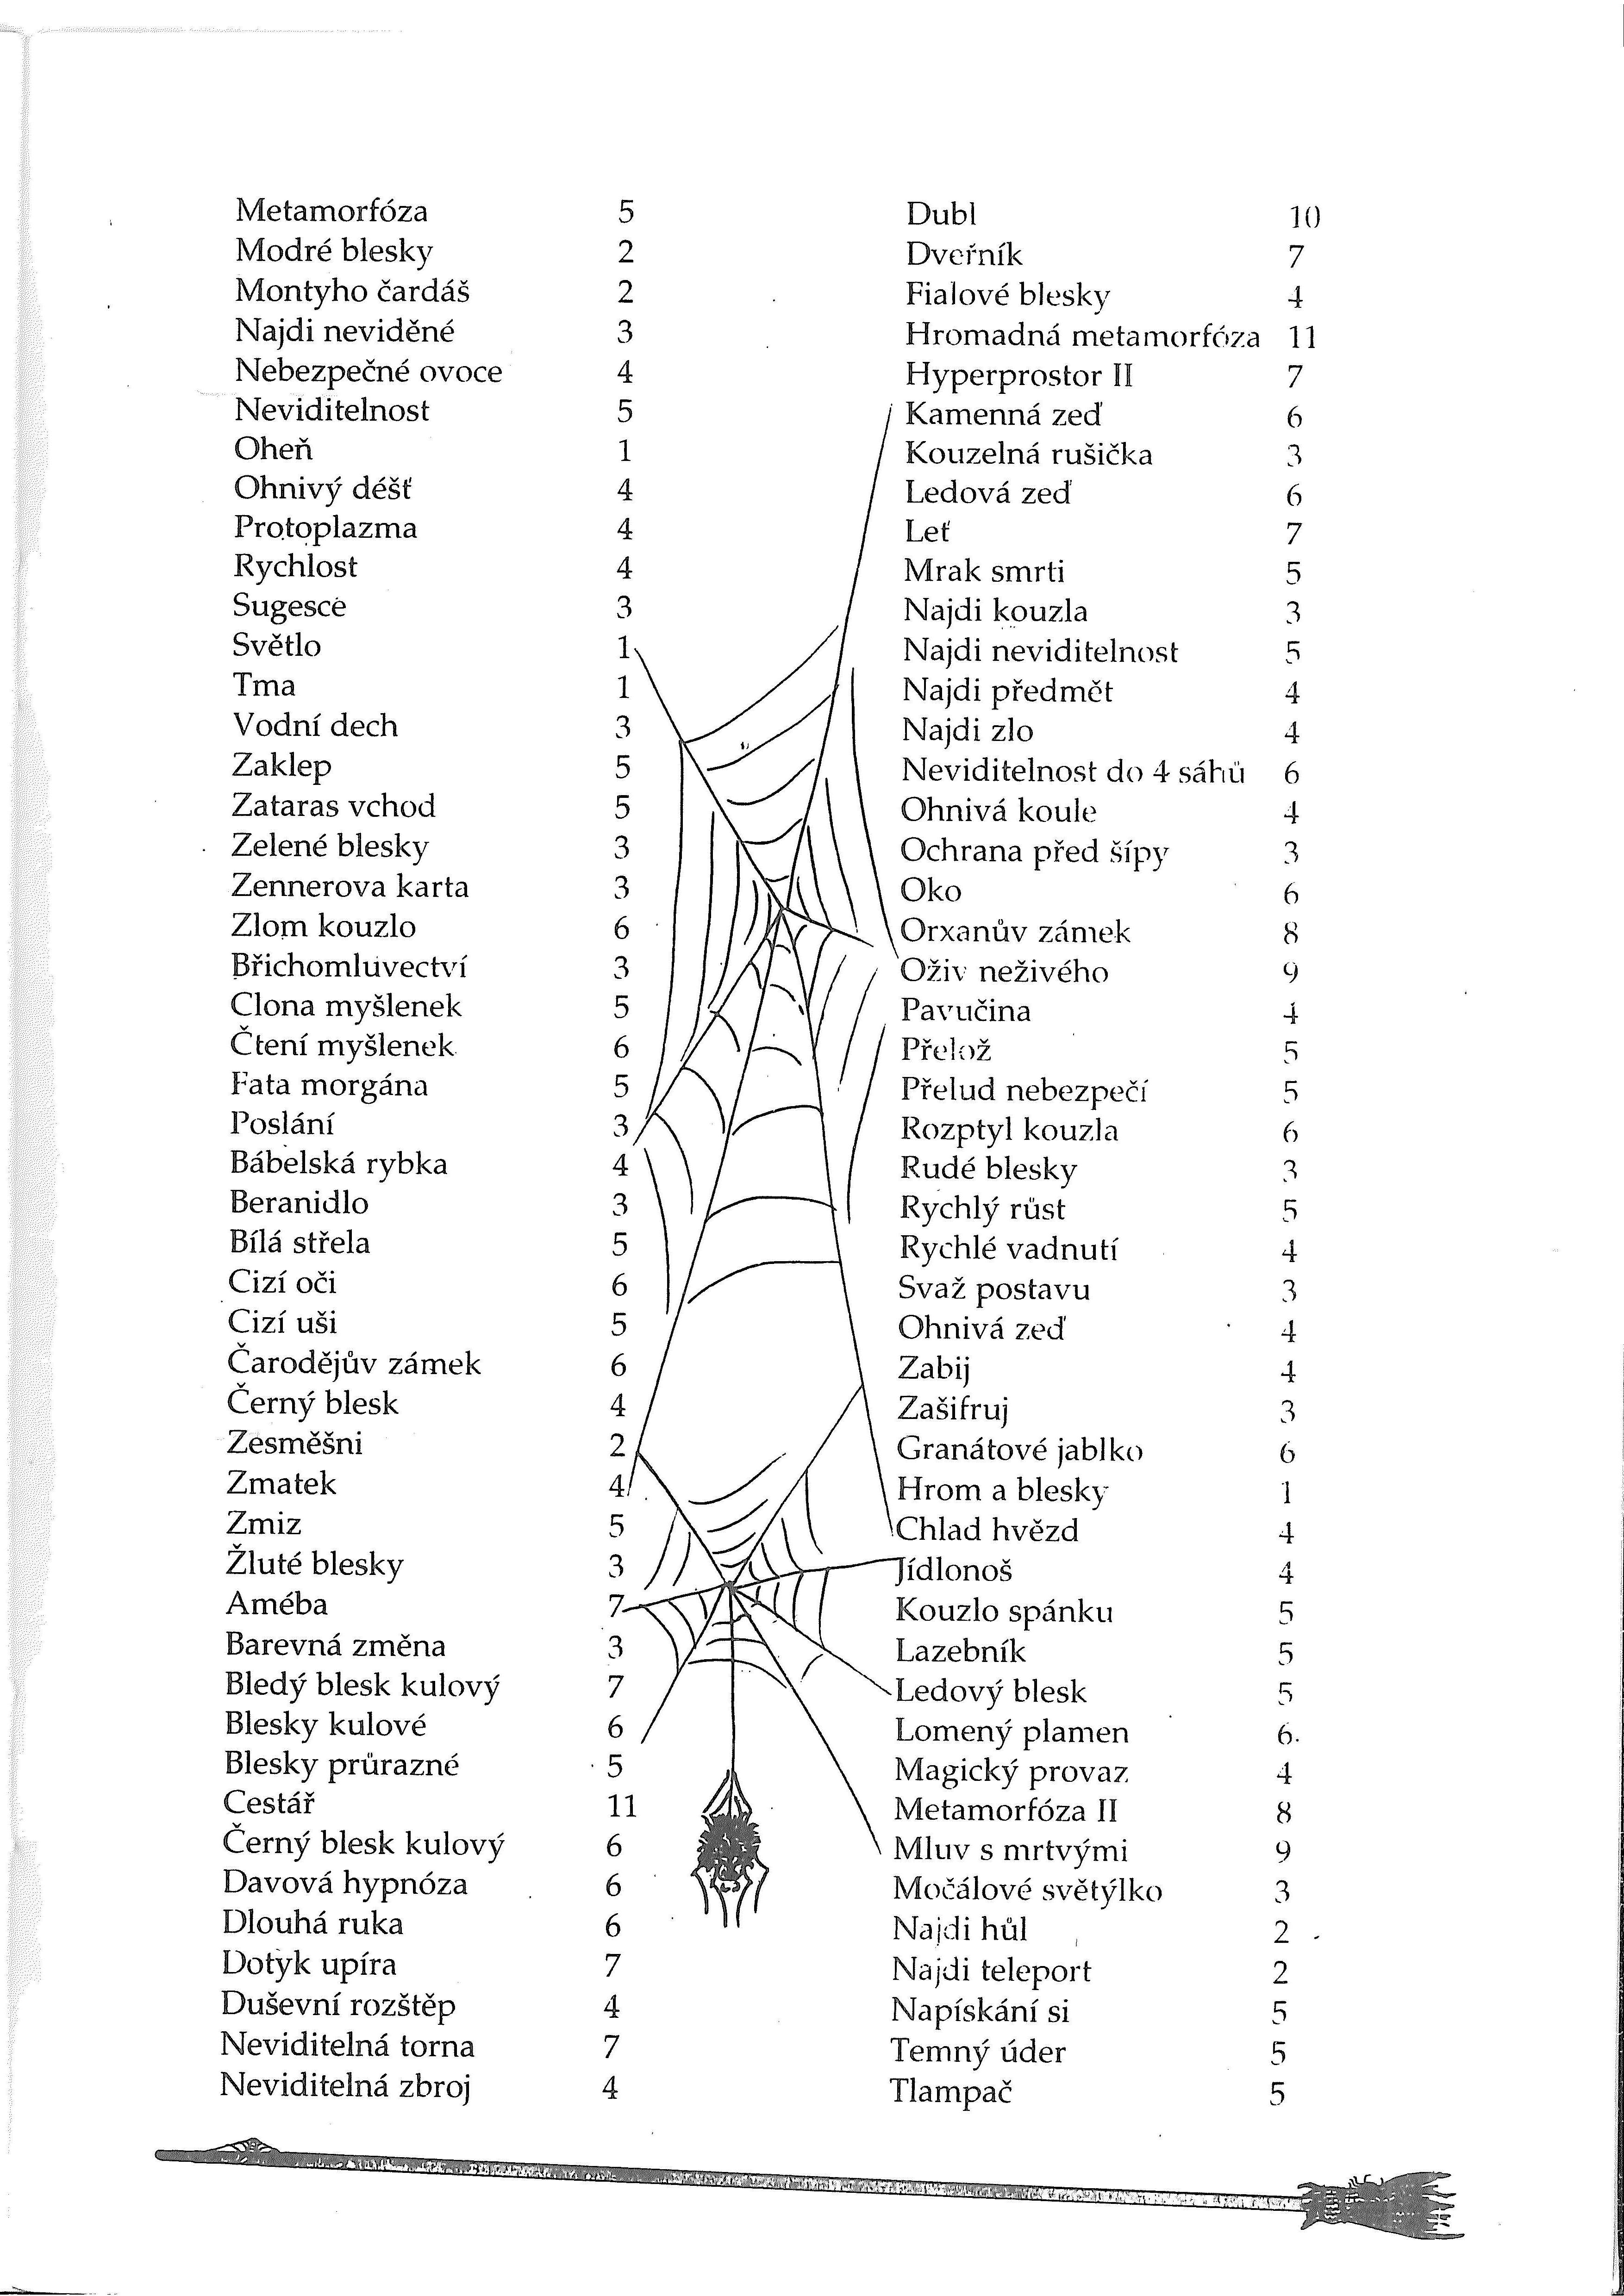 Metamorfóza 5
Modré blesky 2
Montyho čardáš 2
Najdi neviděné 3
Nebezpečné ovoce 4
Neviditelnost 5
Oheň 1
Ohnivý déšť 4
Protoplazma 4
Rychlost 4
Sugesce 3
Světlo 1
Tma 1
Vodní dech 3
Zaklep 5
Zataras vchod 5
Zelené blesky 3
Zennerova karta 3
Zlom kouzlo 6
Břichomluvectví 3
Clona myšlenek 5
Čtení myšlenek 6
Fata morgána 5
Poslání 3
Bábelská rybka 4
Beranidlo 3
Bílá střela 5
Cizí oči 6
Cizí uši 5
Čarodějův zámek 6
Černý blesk 4
Zesměšni 2
Zmatek 4
Zmiz 5
Žluté blesky 3
Améba 7
Barevná změna 3
Bledý blesk kulový 7
Blesky kulové 6
Blesky průrazné 5
Cestář 11
Černý blesk kulový 6
Davová hypnóza 6
Dlouhá ruka 6
Dotyk upíra 7
Duševní rozštěp 4
Neviditelná torna 7
Neviditelná zbroj 4
Dubl 10
Dveřník 7
Fialové blesky 4
Hromadná metamorfóza 11
Hyperprostor II 7
Kamenná zeď 6
Kouzelná rušička 3
Ledová zeď 6
Leť 7
Mrak smrti 5
Najdi kouzla 3
Najdi neviditelnost 5
Najdi předmět 4
Najdi zlo 4
Neviditelnost do 4 sáhů 6
Ohnivá koule 4
Ochrana před šípy 3
Oko 6
Orxanův zámek 8
Oživ neživého 9
Pavučina 4
Přelož 5
Přelud nebezpečí 5
Rozptyl kouzla 6
Rudé blesky 3
Rychlý růst 5
Rychlé vadnutí 4
Svaž postavu 3
Ohnivá zeď 4
Zabij 4
Zašifruj 3
Granátové jablko 6
Hrom a blesky 1
Chlad hvězd 4
Jídlonoš 4
Kouzlo spánku 5
Lazebník 5
Ledový blesk 5
Lomený plamen 6
Magický provaz 4
Metamorfóza II 8
Mluv s mrtvými 9
Močálové světýlko 3
Najdi hůl 2
Najdi teleport 2
Napískání si 5
Temný úder 5
Tlampač 5